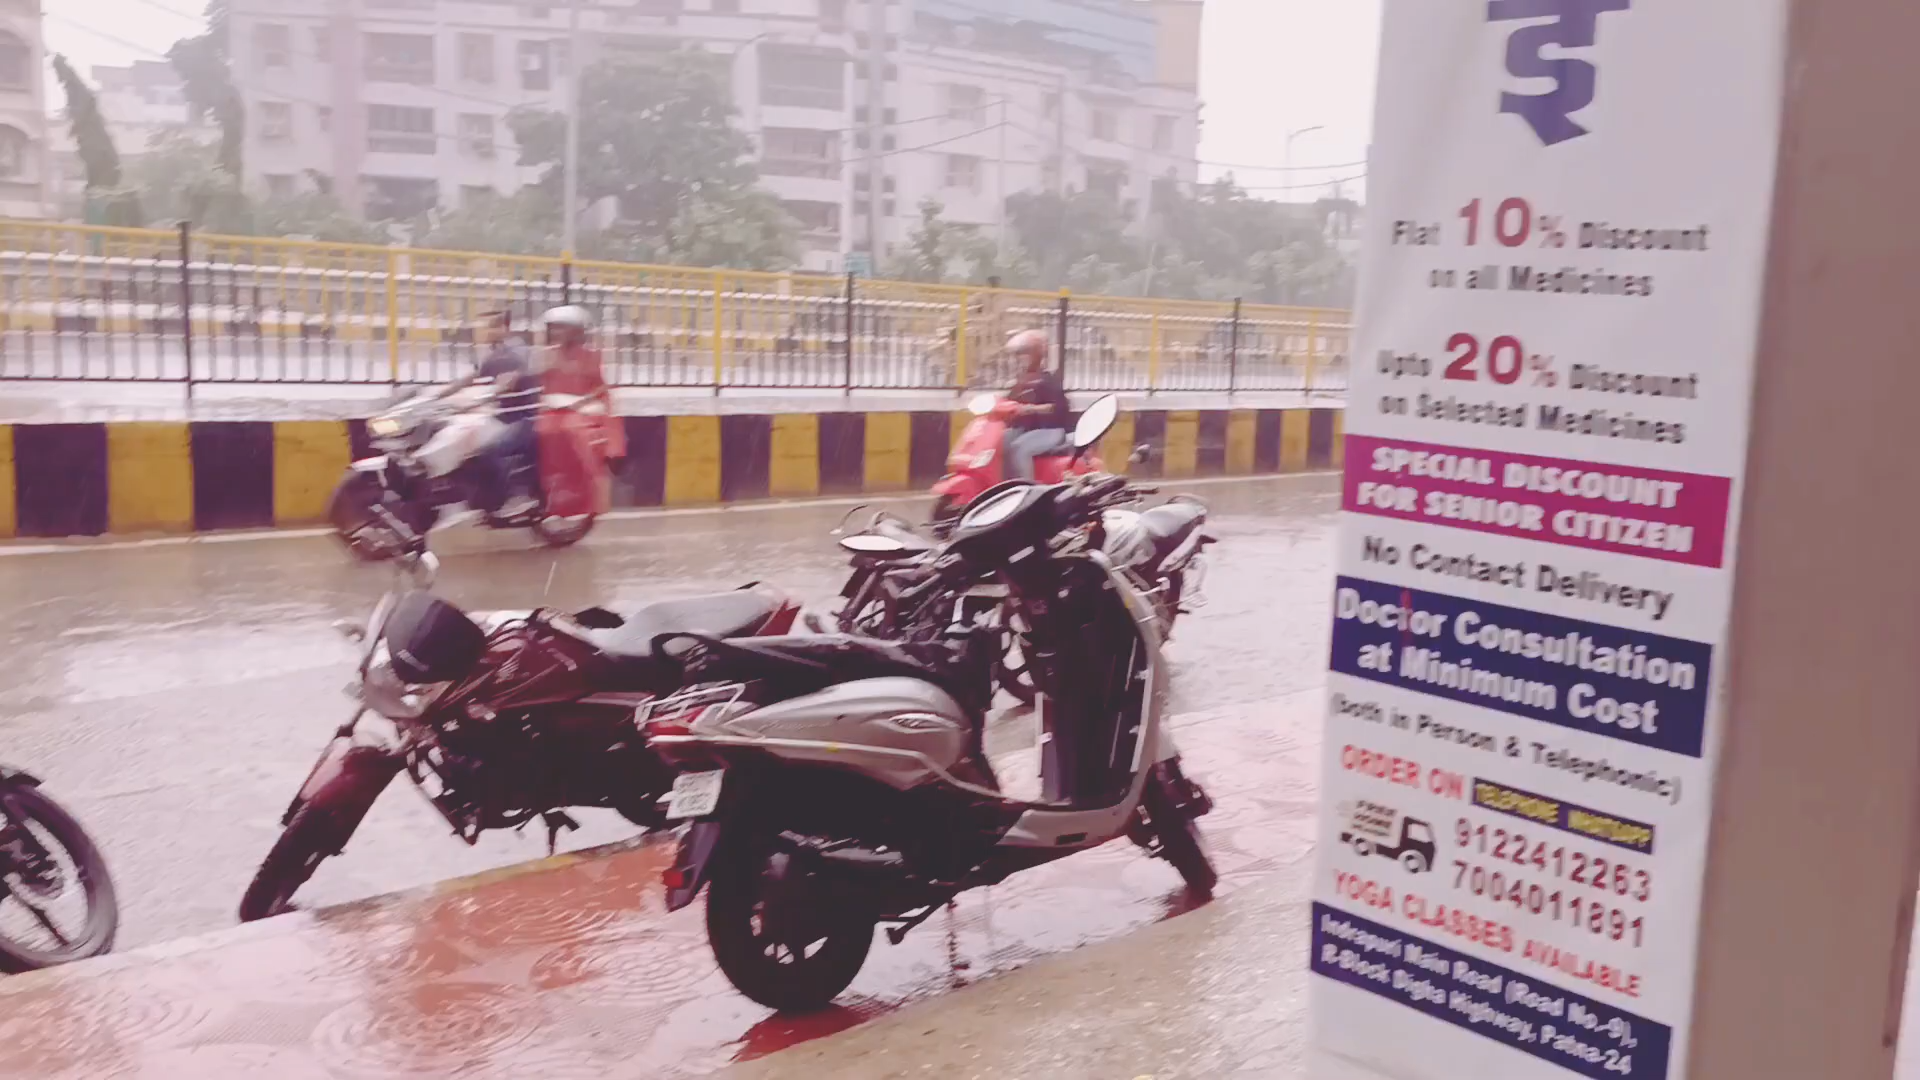 ई
Flat 10% Discount
on all Medicines
Upto 20% Discount
on Selected Medicines
SPECIAL DISCOUNT
FOR SENIOR CITIZEN
No Contact Delivery
Doctor Consultation
at Minimum Cost
(both in Person & Telephonic)
ORDER ON TELEPHONE WHATSAPP
FREE HOME
9122412263
7004011891
YOGA CLASSES AVAILABLE
Indrapuri Main Road (Road No.-9),
R-Block Digha Highway, Patna-24